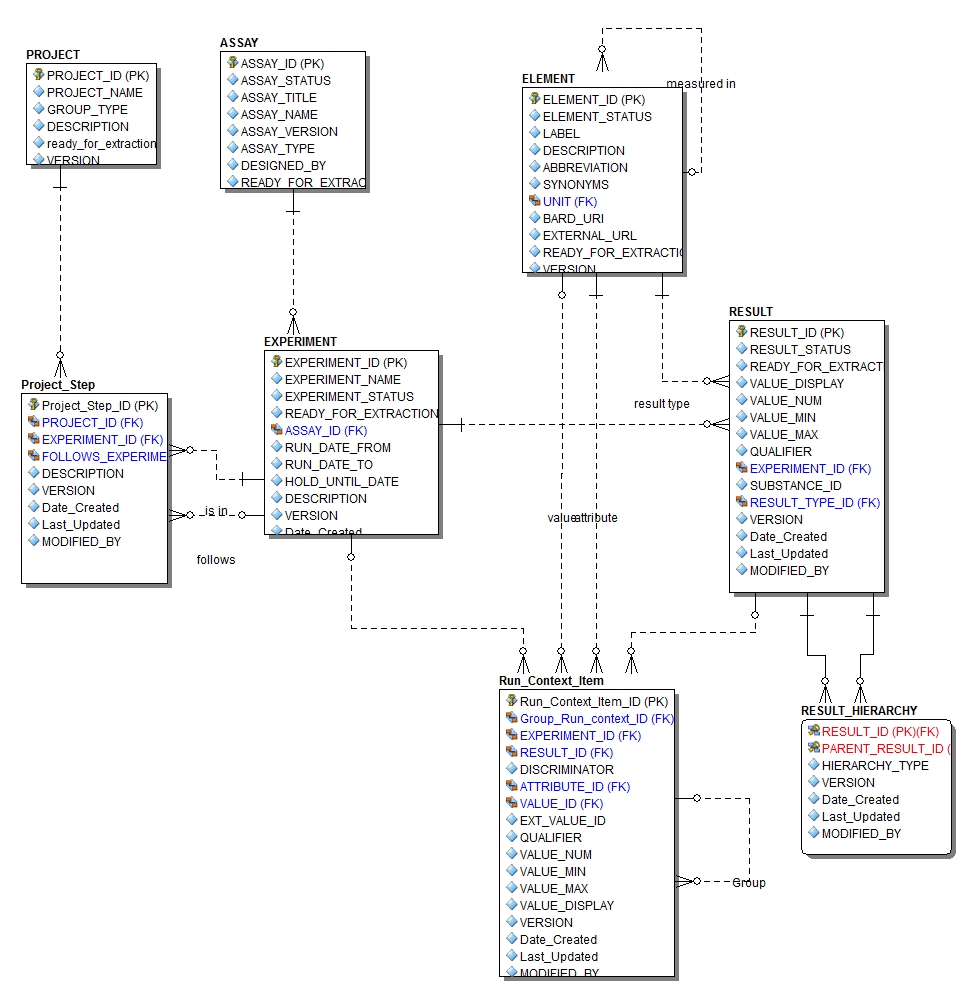 PROJECT
PROJECT_ID (PK)
PROJECT_NAME
GROUP_TYPE
DESCRIPTION
ready_for_extraction
VERSION
ASSAY
ASSAY_ID (PK)
ASSAY_STATUS
ASSAY_TITLE
ASSAY_NAME
ASSAY_VERSION
ASSAY_TYPE
DESIGNED_BY
READY_FOR_EXTRAC
measured in
ELEMENT
ELEMENT_ID (PK)
ELEMENT_STATUS
LABEL
DESCRIPTION
ABBREVIATION
SYNONYMS
UNIT (FK)
BARD_URI
EXTERNAL_URL
READY_FOR_EXTRACTI
VERSION
RESULT
RESULT_ID (PK)
RESULT_STATUS
READY_FOR_EXTRACT
VALUE_DISPLAY
VALUE_NUM
VALUE_MIN
VALUE_MAX
QUALIFIER
EXPERIMENT_ID (FK)
SUBSTANCE_ID
RESULT_TYPE_ID (FK)
VERSION
Date_Created
Last_Updated
MODIFIED_BY
result type
EXPERIMENT
EXPERIMENT_ID (PK)
EXPERIMENT_NAME
EXPERIMENT_STATUS
READY_FOR_EXTRACTION
ASSAY_ID (FK)
RUN_DATE_FROM
RUN_DATE_TO
HOLD_UNTIL_DATE
DESCRIPTION
VERSION
Date_Created
Project_Step
Project_Step_ID (PK)
PROJECT_ID (FK)
EXPERIMENT_ID (FK)
FOLLOWS_EXPERIME
DESCRIPTION
VERSION
Date_Created
Last_Updated
MODIFIED_BY
is in
follows
value
attribute
Run_Context_Item
Run_Context_Item_ID (PK)
Group_Run_context_ID (FK)
EXPERIMENT_ID (FK)
RESULT_ID (FK)
DISCRIMINATOR
ATTRIBUTE_ID (FK)
VALUE_ID (FK)
EXT_VALUE_ID
QUALIFIER
VALUE_NUM
VALUE_MIN
VALUE_MAX
VALUE_DISPLAY
VERSION
Date_Created
Last_Updated
MODIFIED_BY
Group
RESULT_HIERARCHY
RESULT_ID (PK)(FK)
PARENT_RESULT_ID (
HIERARCHY_TYPE
VERSION
Date_Created
Last_Updated
MODIFIED_BY